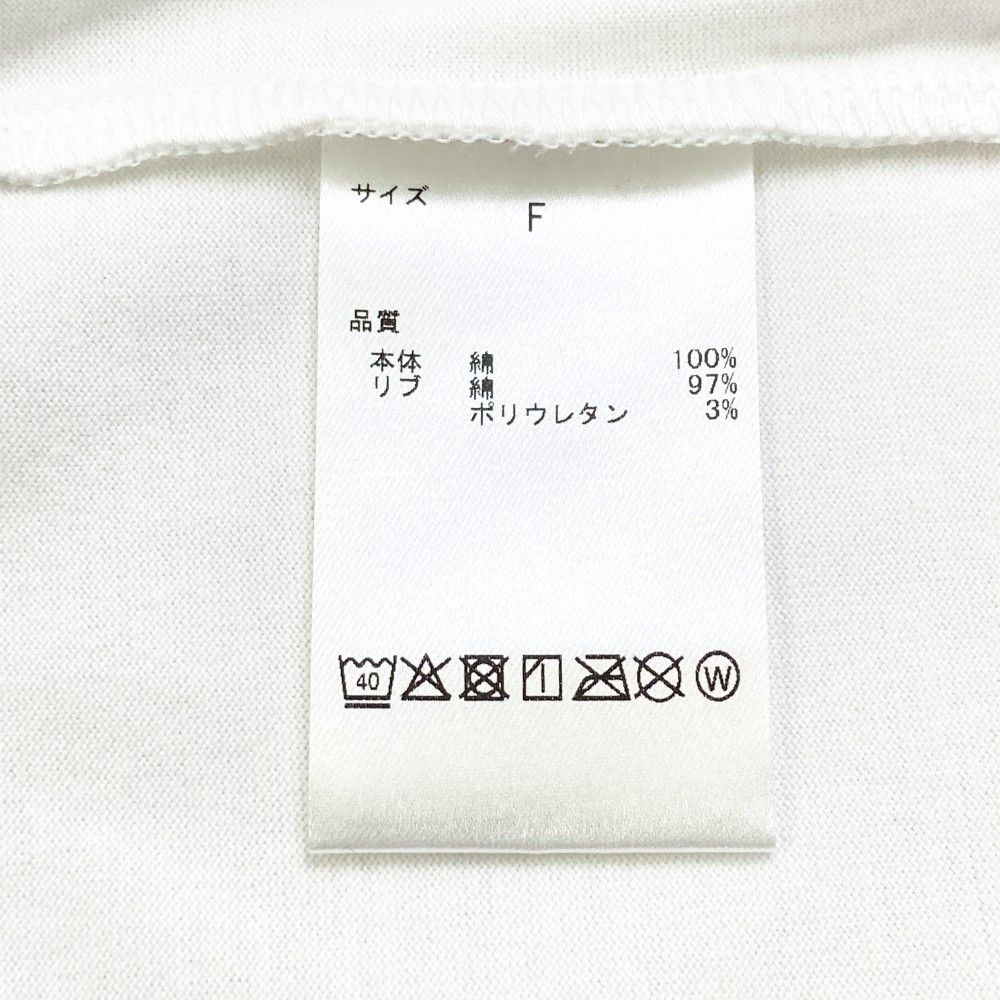 サイズ
F
品質
本体 綿 100%
リブ 綿 97%
ポリウレタン 3%
40 W